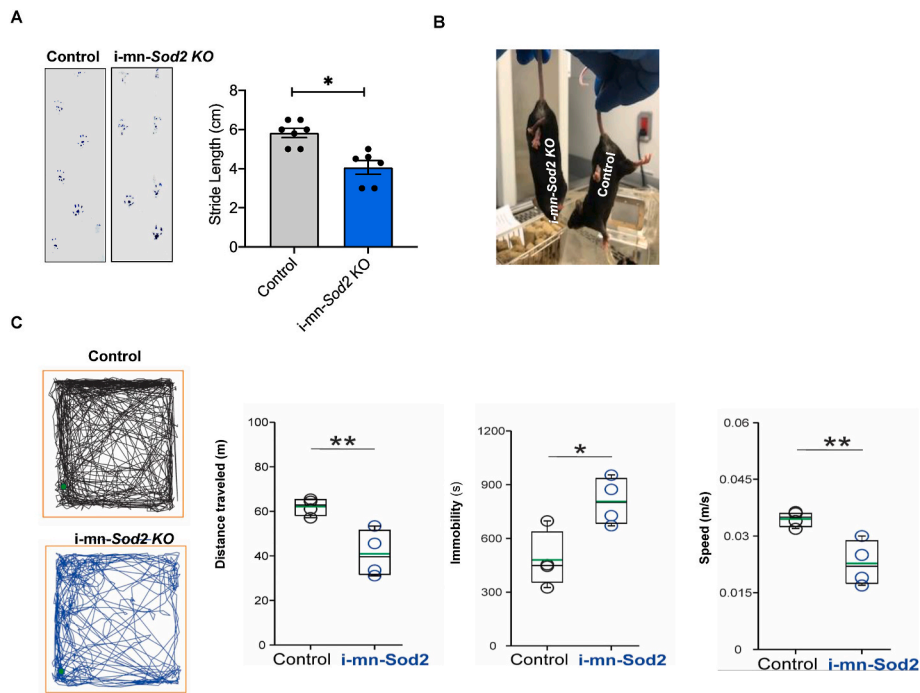 A
Control
i-mn-Sod2 KO
*
Stride Length (cm)
8
6
4
2
0
Control
i-mn-Sod2 KO
B
i-mn-Sod2 KO
Control
C
Control
i-mn-Sod2 KO
Distance traveled (m)
100
80
60
40
20
0
**
Control
i-mn-Sod2
Immobility (s)
1200
900
600
300
0
*
Control
i-mn-Sod2
Speed (m/s)
0.06
0.045
0.03
0.015
0
**
Control
i-mn-Sod2